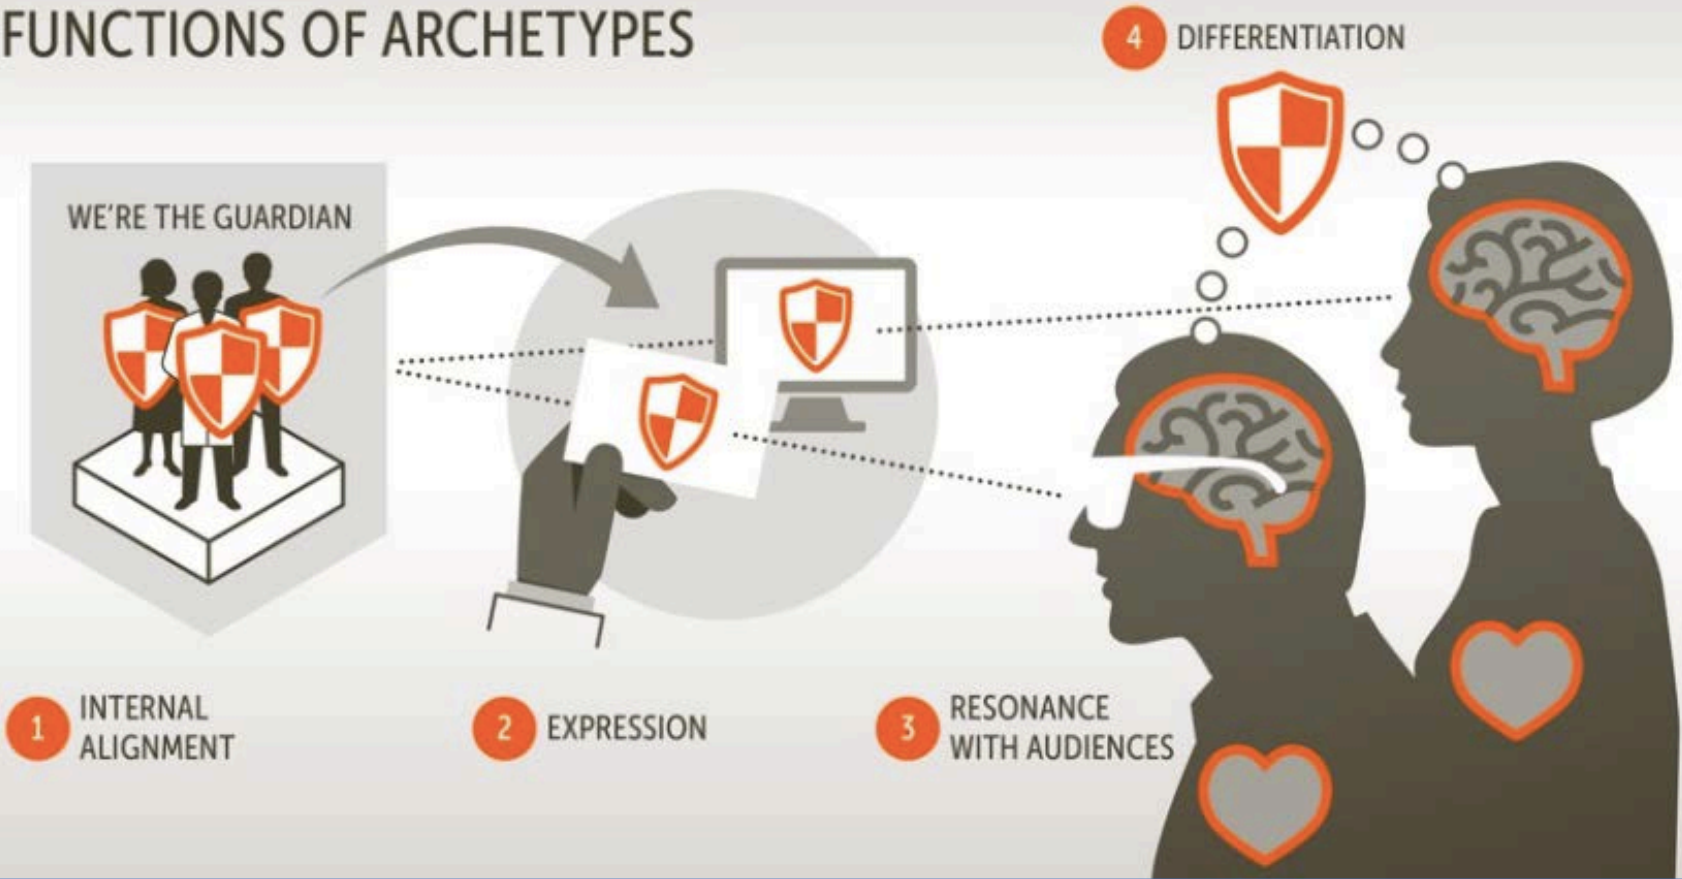 FUNCTIONS OF ARCHETYPES
4 DIFFERENTIATION
WE'RE THE GUARDIAN
1 INTERNAL
ALIGNMENT
2 EXPRESSION
3 RESONANCE
WITH AUDIENCES